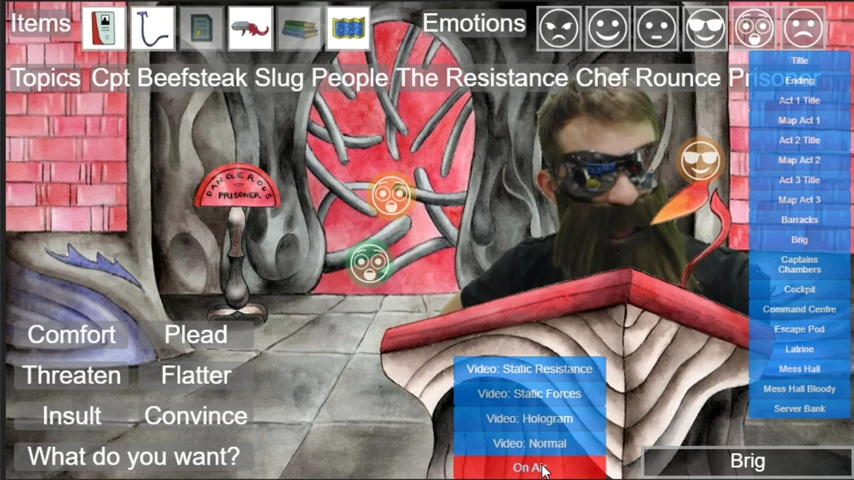 Items
Emotions
Topics Cpt Beefsteak Slug People The Resistance Chef Rounce Prisoner
Title
Ending
Act 1 Title
Map Act 1
Act 2 Title
Map Act 2
Act 3 Title
Map Act 3
Barracks
Brig
Captains
Chambers
Cockpit
Command Centre
Escape Pod
Latrine
Mess Hall
Mess Hall Bloody
Server Bank
DANGEROUS
PRISONER
Comfort
Plead
Threaten
Flatter
Insult
Convince
What do you want?
Video: Static Resistance
Video: Static Forces
Video: Hologram
Video: Normal
On Air
Brig